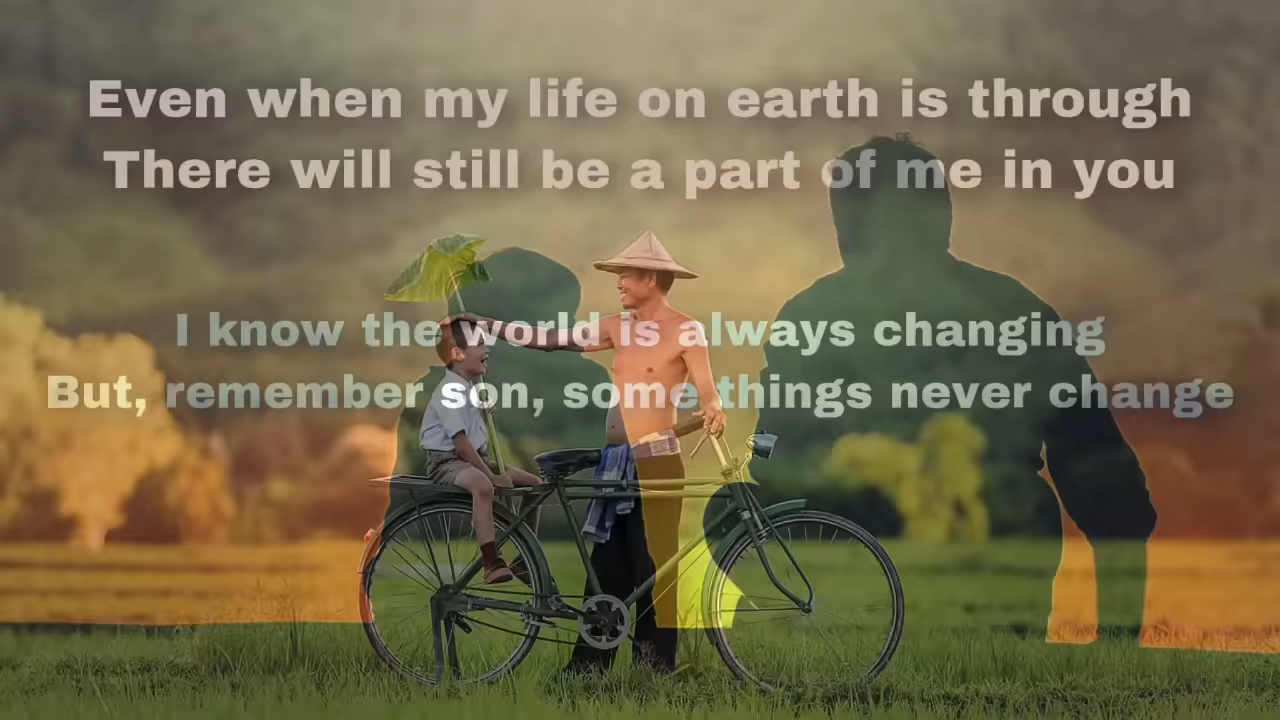 Even when my life on earth is through
There will still be a part of me in you
I know the world is always changing
But, remember son, some things never change